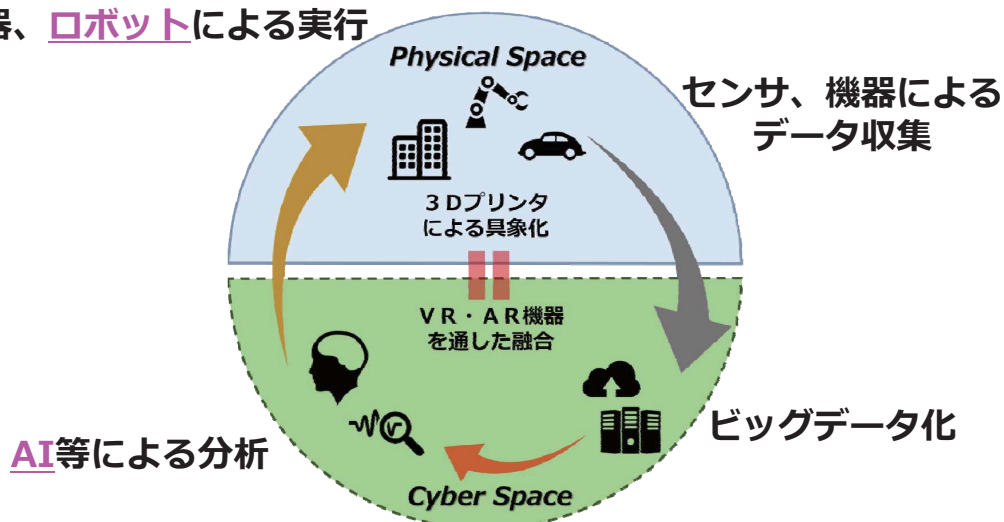 器、ロボットによる実行
Physical Space
センサ、機器による
データ収集
３Dプリンタ
による具象化
ＶＲ・ＡＲ機器
を通した融合
ビッグデータ化
AI等による分析
Cyber Space